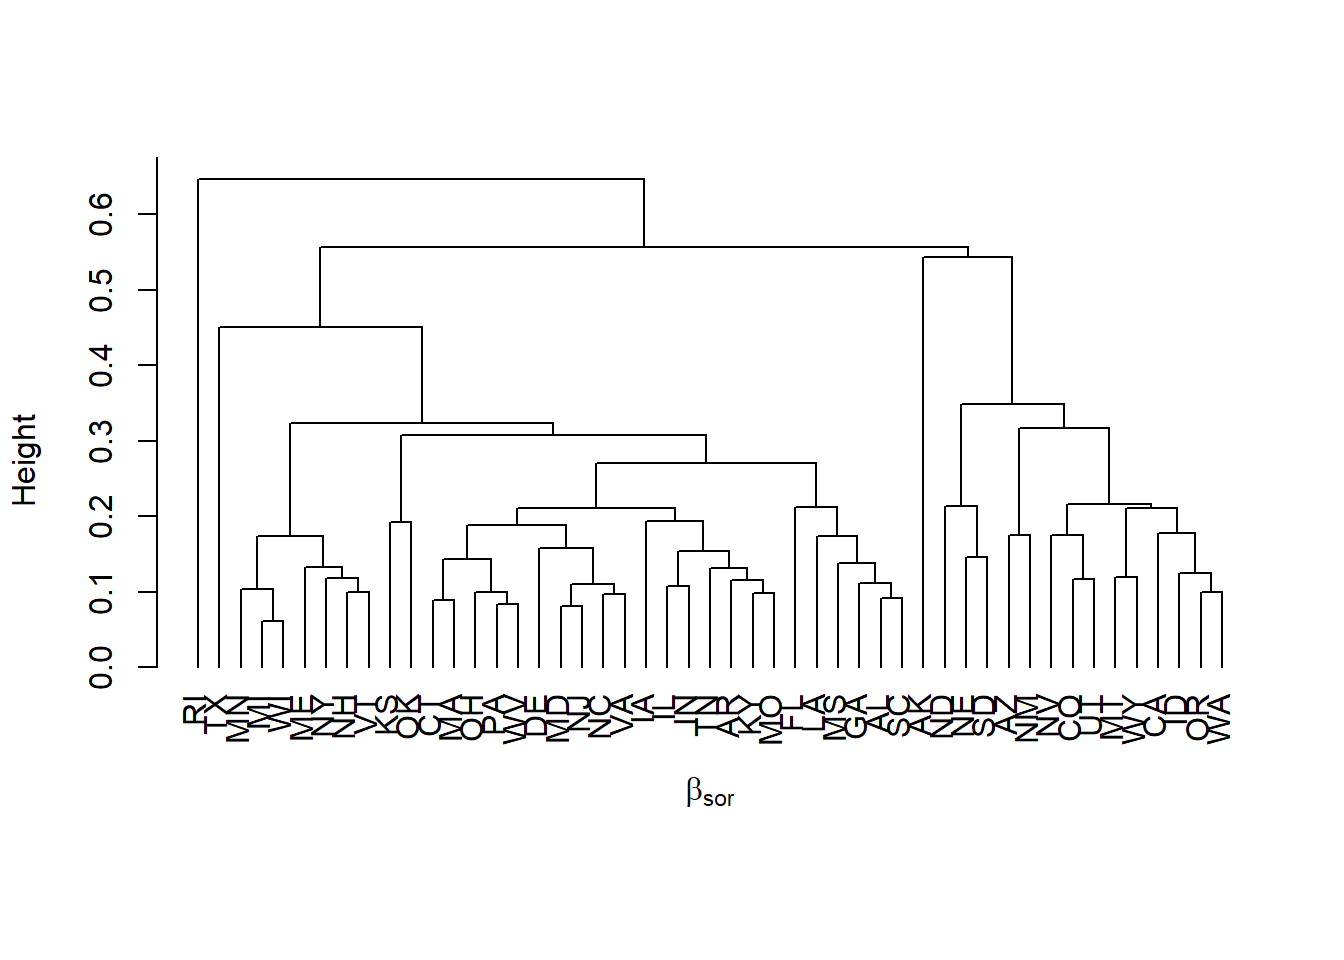 Height
0.6
0.5
0.4
0.3
0.2
0.1
0.0
RI
TX
MN
MI
WI
ME
NY
NH
VT
KS
OK
CT
MA
OH
PA
WV
DE
MD
NJ
NC
VA
IA
IL
IN
TN
AR
KY
MO
FL
LA
MS
GA
AL
SC
AK
ND
NE
SD
AZ
NM
NV
CO
UT
MT
WY
CA
ID
OR
WA
βsor